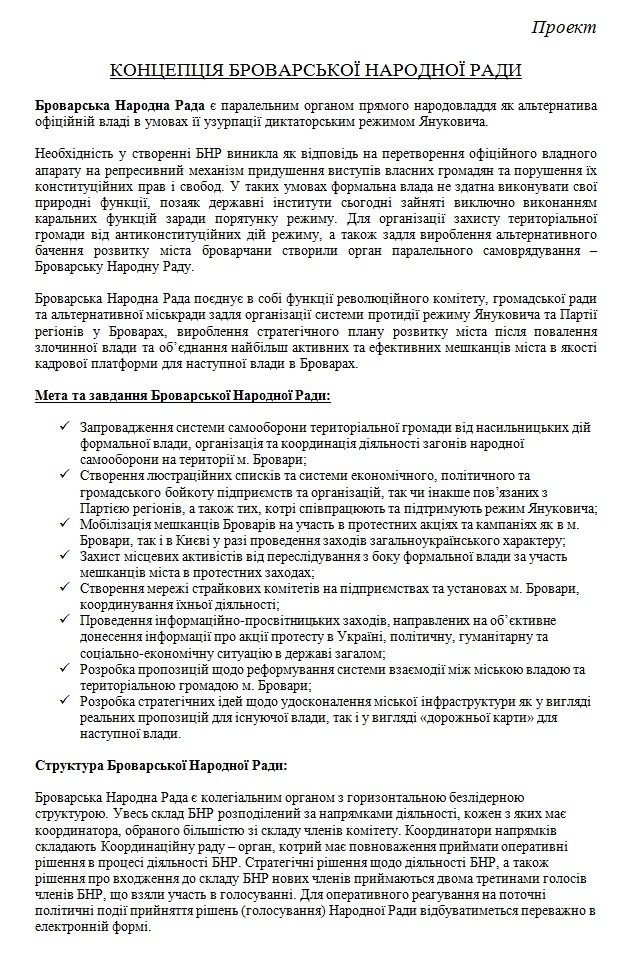 Проект
КОНЦЕПЦІЯ БРОВАРСЬКОЇ НАРОДНОЇ РАДИ
Броварська Народна Рада є паралельним органом прямого народовладдя як альтернатива
офіційній владі в умовах її узурпації диктаторським режимом Януковича.
Необхідність у створенні БНР виникла як відповідь на перетворення офіційного владного
апарату на репресивний механізм придушення виступів власних громадян та порушення їх
конституційних прав і свобод. У таких умовах формальна влада не здатна виконувати свої
природні функції, позаяк державні інститути сьогодні зайняті виключно виконанням
каральних функцій заради порятунку режиму. Для організації захисту територіальної
громади від антиконституційних дій режиму, а також задля вироблення альтернативного
бачення розвитку міста броварчани створили орган паралельного самоврядування –
Броварську Народну Раду.
Броварська Народна Рада поєднує в собі функції революційного комітету, громадської ради
та альтернативної міськради задля організації системи протидії режиму Януковича та Партії
регіонів у Броварах, вироблення стратегічного плану розвитку міста після повалення
злочинної влади та об’єднання найбільш активних та ефективних мешканців міста в якості
кадрової платформи для наступної влади в Броварах.
Мета та завдання Броварської Народної Ради:
✓ Запровадження системи самооборони територіальної громади від насильницьких дій
формальної влади, організація та координація діяльності загонів народної
самооборони на території м. Бровари;
✓ Створення люстраційних списків та системи економічного, політичного та
громадського бойкоту підприємств та організацій, так чи інакше пов’язаних з
Партією регіонів, а також тих, котрі співпрацюють та підтримують режим Януковича;
✓ Мобілізація мешканців Броварів на участь в протестних акціях та кампаніях як в м.
Бровари, так і в Києві у разі проведення заходів загальноукраїнського характеру;
✓ Захист місцевих активістів від переслідування з боку формальної влади за участь
мешканців міста в протестних заходах;
✓ Створення мережі страйкових комітетів на підприємствах та установах м. Бровари,
координування їхньої діяльності;
✓ Проведення інформаційно-просвітницьких заходів, направлених на об’єктивне
донесення інформації про акції протесту в Україні, політичну, гуманітарну та
соціально-економічну ситуацію в державі загалом;
✓ Розробка пропозицій щодо реформування системи взаємодії між міською владою та
територіальною громадою м. Бровари;
✓ Розробка стратегічних ідей щодо удосконалення міської інфраструктури як у вигляді
реальних пропозицій для існуючої влади, так і у вигляді «дорожньої карти» для
наступної влади.
Структура Броварської Народної Ради:
Броварська Народна Рада є колегіальним органом з горизонтальною безлідерною
структурою. Увесь склад БНР розподілений за напрямками діяльності, кожен з яких має
координатора, обраного більшістю зі складу членів комітету. Координатори напрямків
складають Координаційну раду – орган, котрий має повноваження приймати оперативні
рішення в процесі діяльності БНР. Стратегічні рішення щодо діяльності БНР, а також
рішення про входження до складу БНР нових членів приймаються двома третинами голосів
членів БНР, що взяли участь в голосуванні. Для оперативного реагування на поточні
політичні події прийняття рішень (голосування) Народної Ради відбуватиметься переважно в
електронній формі.